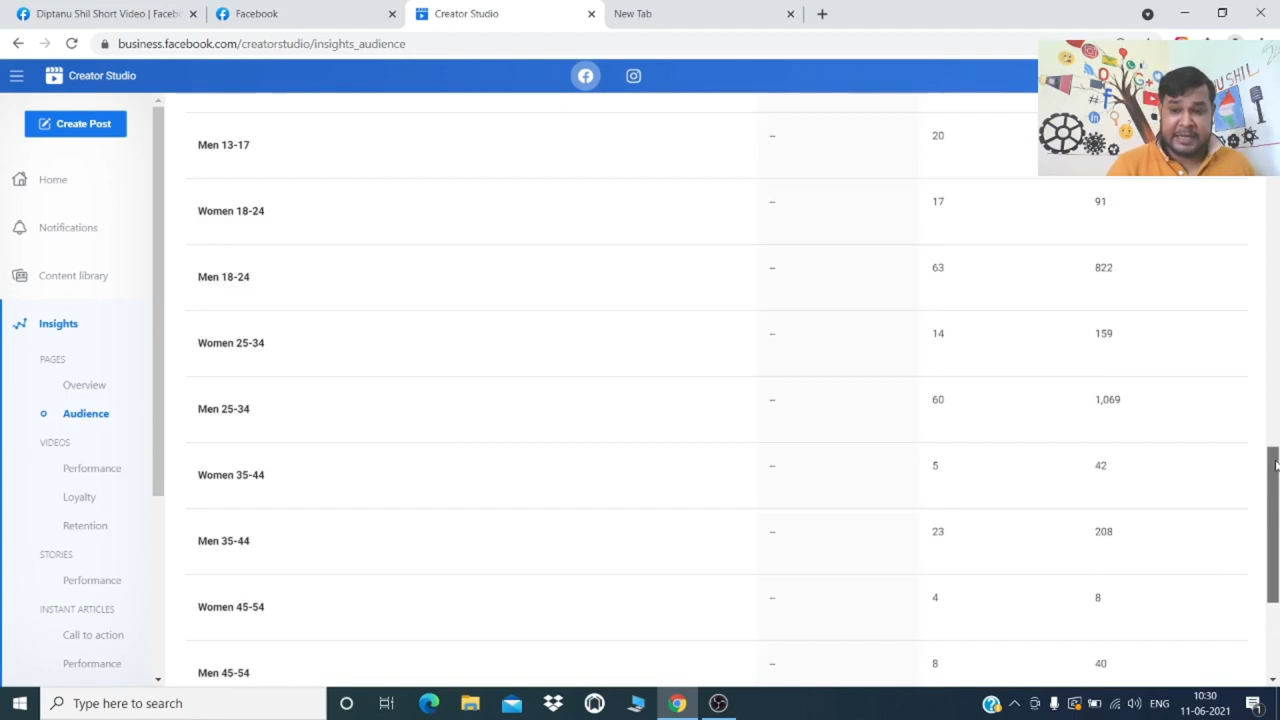 Diptanu Shil Short Video | Faceb
Facebook
Creator Studio
New Tab
business.facebook.com/creatorstudio/insights_audience
Creator Studio
Create Post
Home
Notifications
Content library
Insights
PAGES
Overview
Audience
VIDEOS
Performance
Loyalty
Retention
STORIES
Performance
INSTANT ARTICLES
Call to action
Performance
Men 13-17 -- 20
Women 18-24 -- 17 91
Men 18-24 -- 63 822
Women 25-34 -- 14 159
Men 25-34 -- 60 1,069
Women 35-44 -- 5 42
Men 35-44 -- 23 208
Women 45-54 -- 4 8
Men 45-54 -- 8 40
SHIL
Type here to search
ENG
10:30
11-06-2021
1